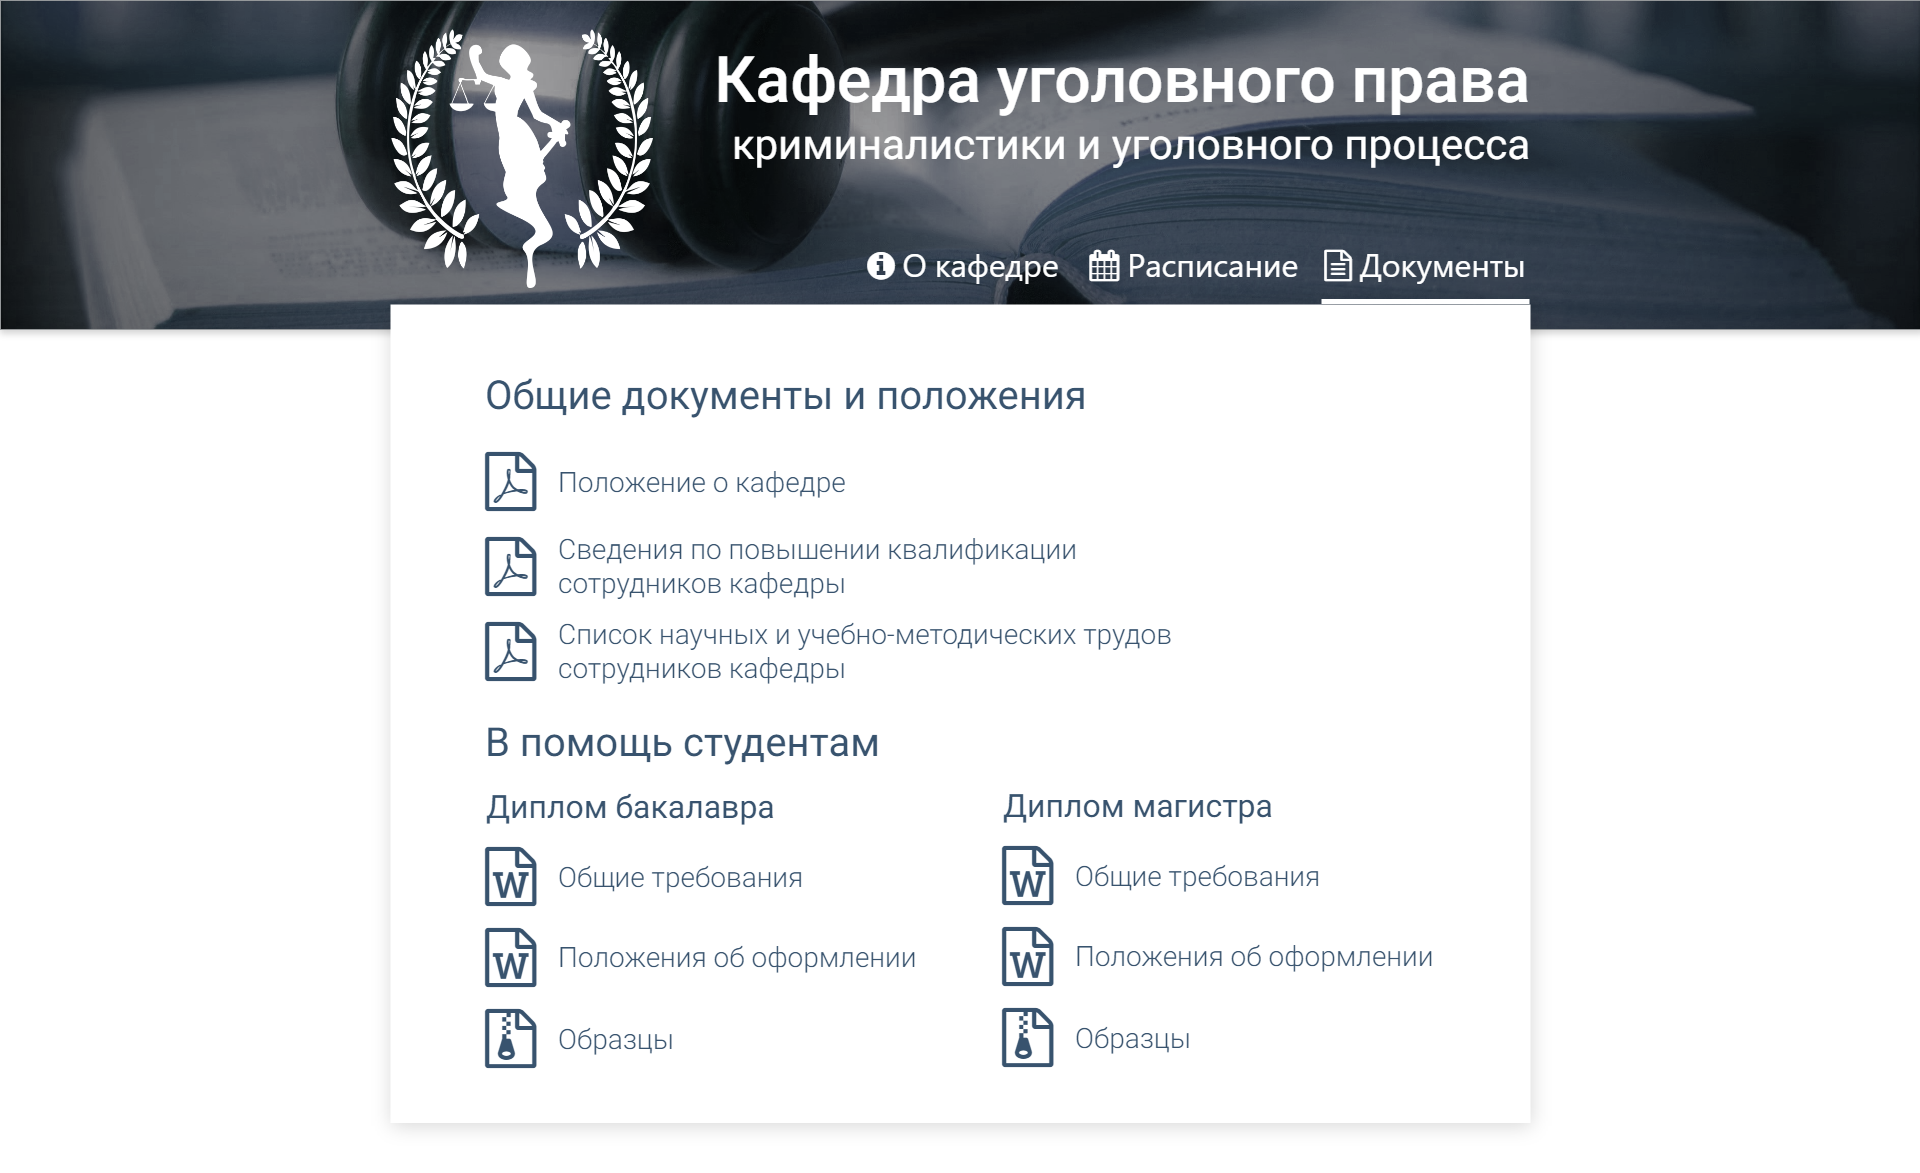 Кафедра уголовного права
криминалистики и уголовного процесса
О кафедре Расписание Документы
Общие документы и положения
Положение о кафедре
Сведения по повышении квалификации
сотрудников кафедры
Список научных и учебно-методических трудов
сотрудников кафедры
В помощь студентам
Диплом бакалавра
W Общие требования
W Положения об оформлении
Образцы
Диплом магистра
W Общие требования
W Положения об оформлении
Образцы